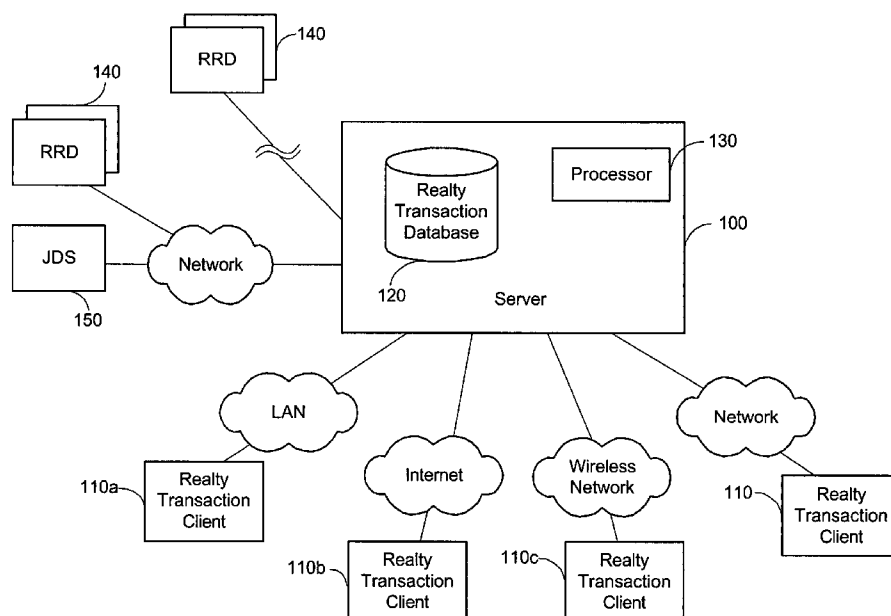 140
RRD
140
RRD
130
Processor
Realty
Transaction
Database
100
JDS
Network
120
Server
150
LAN
Network
Internet
Wireless
Network
110a
Realty
Transaction
Client
110
Realty
Transaction
Client
110b
Realty
Transaction
Client
110c
Realty
Transaction
Client